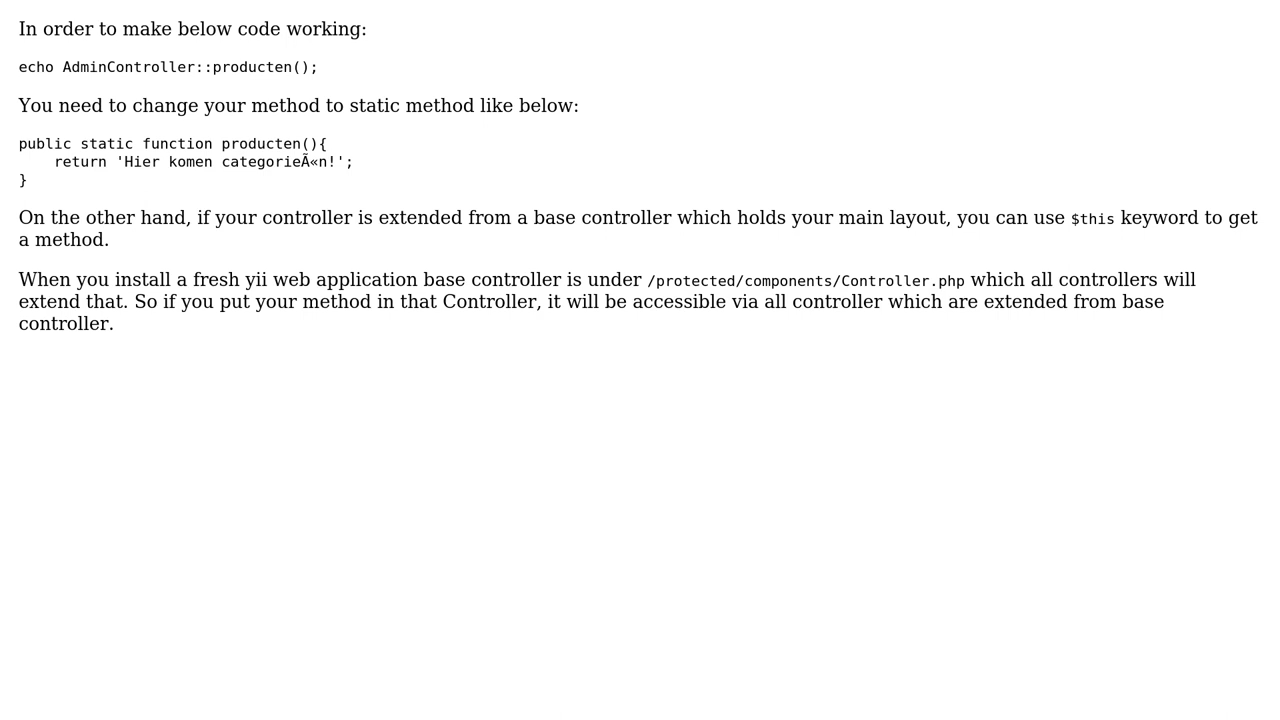 In order to make below code working:
echo AdminController::producten();
You need to change your method to static method like below:
public static function producten(){
    return 'Hier komen categorieÃ«n!';
}
On the other hand, if your controller is extended from a base controller which holds your main layout, you can use $this keyword to get
a method.
When you install a fresh yii web application base controller is under /protected/components/Controller.php which all controllers will
extend that. So if you put your method in that Controller, it will be accessible via all controller which are extended from base
controller.